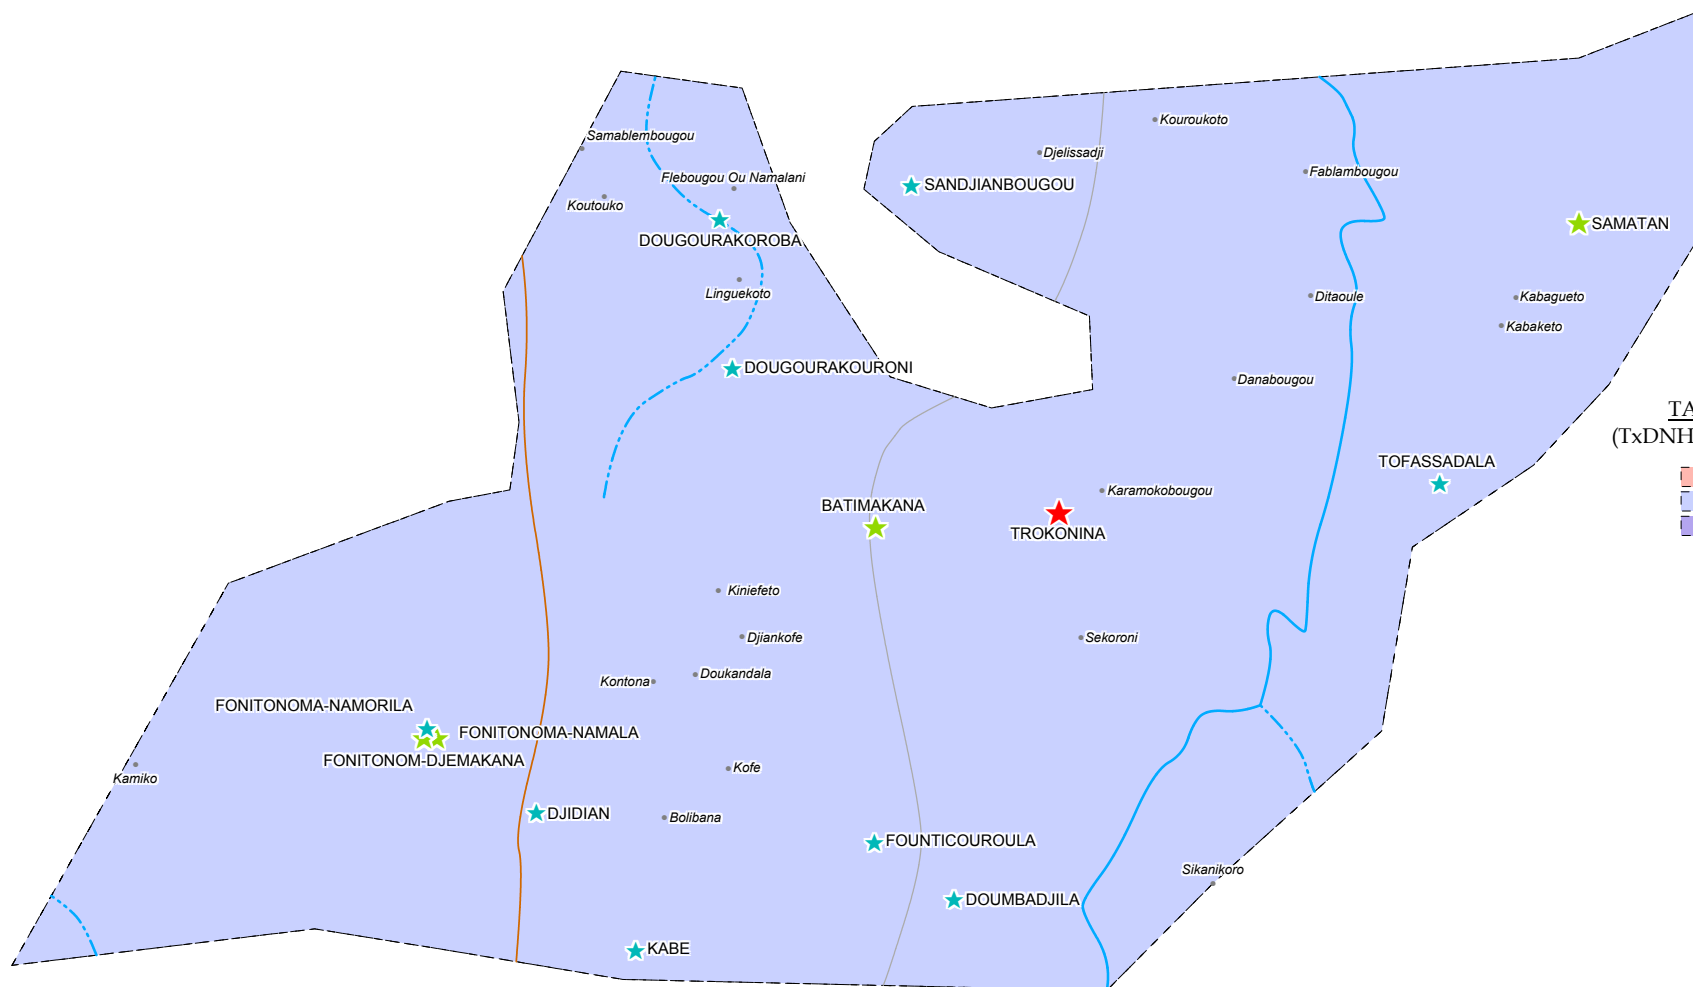 Kouroukoto
Samablembougou
Djelissadji
Fablambougou
Flebougou Ou Namalani
SANDJIANBOUGOU
Koutouko
SAMATAN
DOUGOURAKOROBA
Linguekoto
Ditaoule
Kabagueto
Kabaketo
DOUGOURAKOURONI
Danabougou
TA
(TxDNH
TOFASSADALA
Karamokobougou
BATIMAKANA
TROKONINA
Kiniefeto
Djiankofe
Sekoroni
Doukandala
Kontona
FONITONOMA-NAMORILA
FONITONOMA-NAMALA
FONITONOM-DJEMAKANA
Kofe
Kamiko
DJIDIAN
Bolibana
FOUNTICOUROULA
Sikanikoro
DOUMBADJILA
KABE